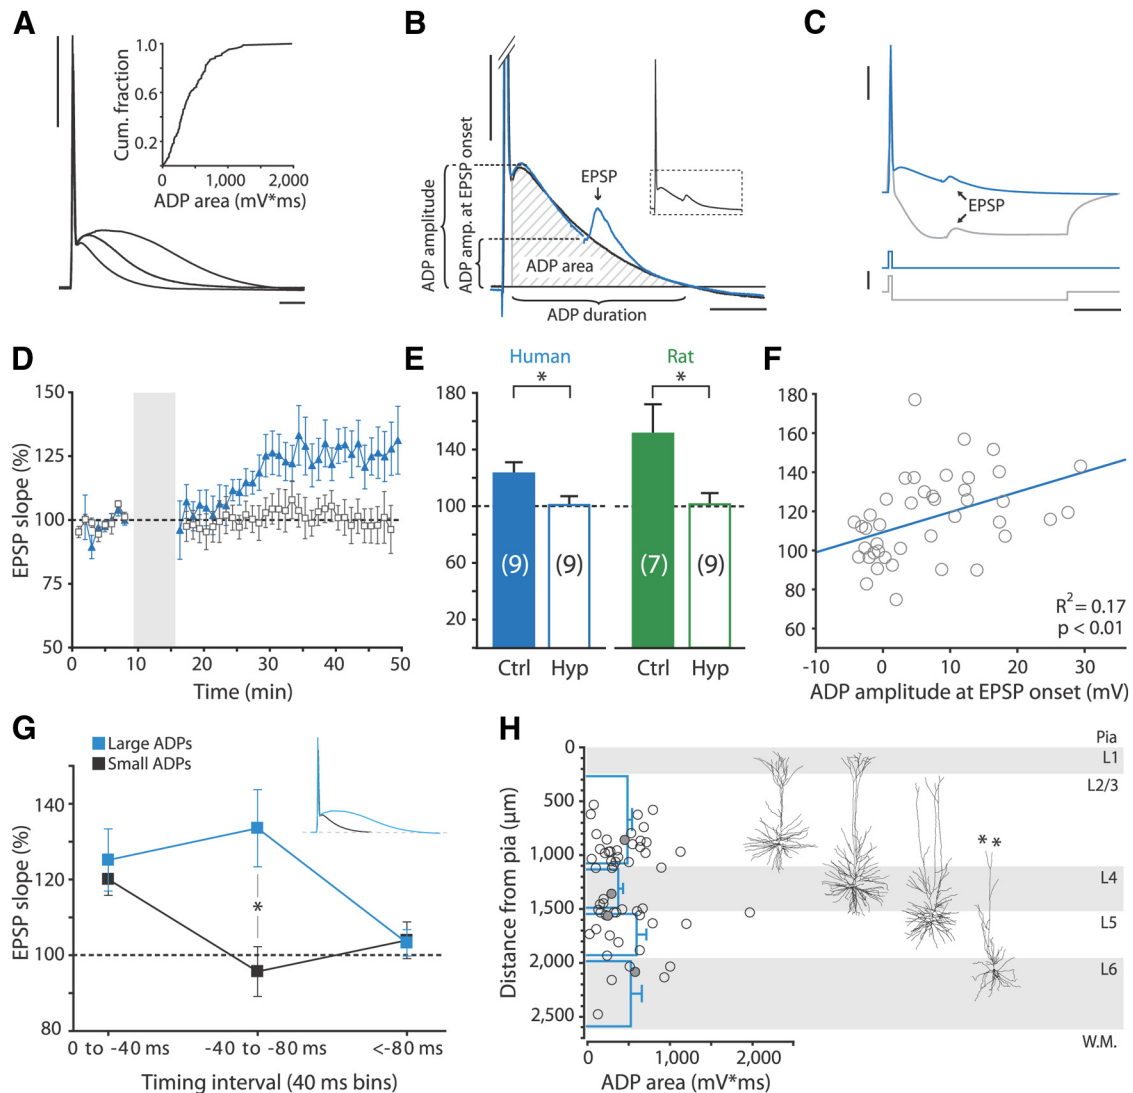 A
Cum. fraction
1.0
0.6
0.2
0
1,000
2,000
ADP area (mV*ms)
B
ADP amplitude
ADP amp. at EPSP onset
EPSP
ADP area
ADP duration
C
EPSP
D
EPSP slope (%)
150
125
100
75
50
0
10
20
30
40
50
Time (min)
E
Human
Rat
*
*
180
140
100
60
20
(9)
(9)
(7)
(9)
Ctrl
Hyp
Ctrl
Hyp
F
180
160
140
120
100
80
60
R2 = 0.17
p < 0.01
-10
0
10
20
30
ADP amplitude at EPSP onset (mV)
G
Large ADPs
Small ADPs
EPSP slope (%)
140
120
100
80
*
0 to -40 ms
-40 to -80 ms
<-80 ms
Timing interval (40 ms bins)
H
Distance from pia (μm)
0
500
1,000
1,500
2,000
2,500
Pia
L1
L2/3
L4
L5
L6
W.M.
* *
0
1,000
2,000
ADP area (mV*ms)